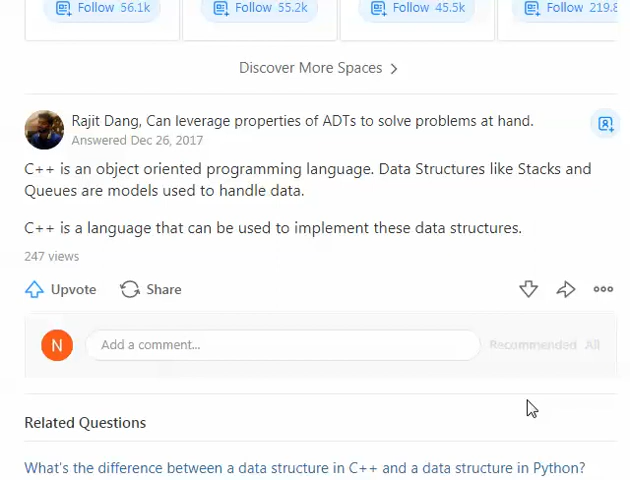 Follow 56.1k Follow 55.2k Follow 45.5k Follow 219.8
Discover More Spaces
Rajit Dang, Can leverage properties of ADTs to solve problems at hand.
Answered Dec 26, 2017
C++ is an object oriented programming language. Data Structures like Stacks and
Queues are models used to handle data.
C++ is a language that can be used to implement these data structures.
247 views
Upvote Share
N Add a comment... Recommended All
Related Questions
What's the difference between a data structure in C++ and a data structure in Python?